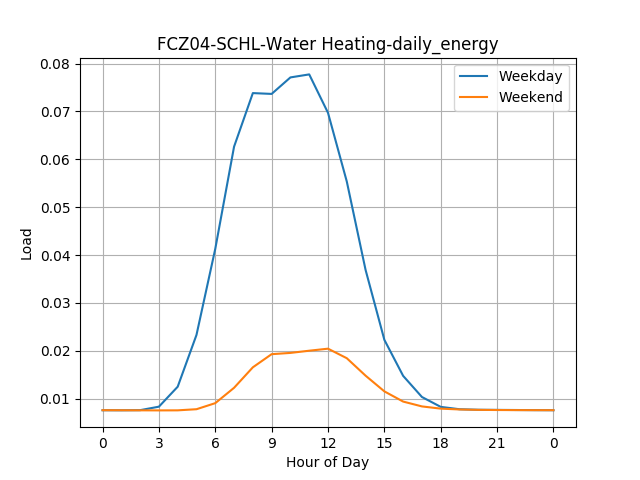 FCZ04-SCHL-Water Heating-daily_energy
Weekday
Weekend
0.08
0.07
0.06
0.05
0.04
0.03
0.02
0.01
Load
0 3 6 9 12 15 18 21 0
Hour of Day